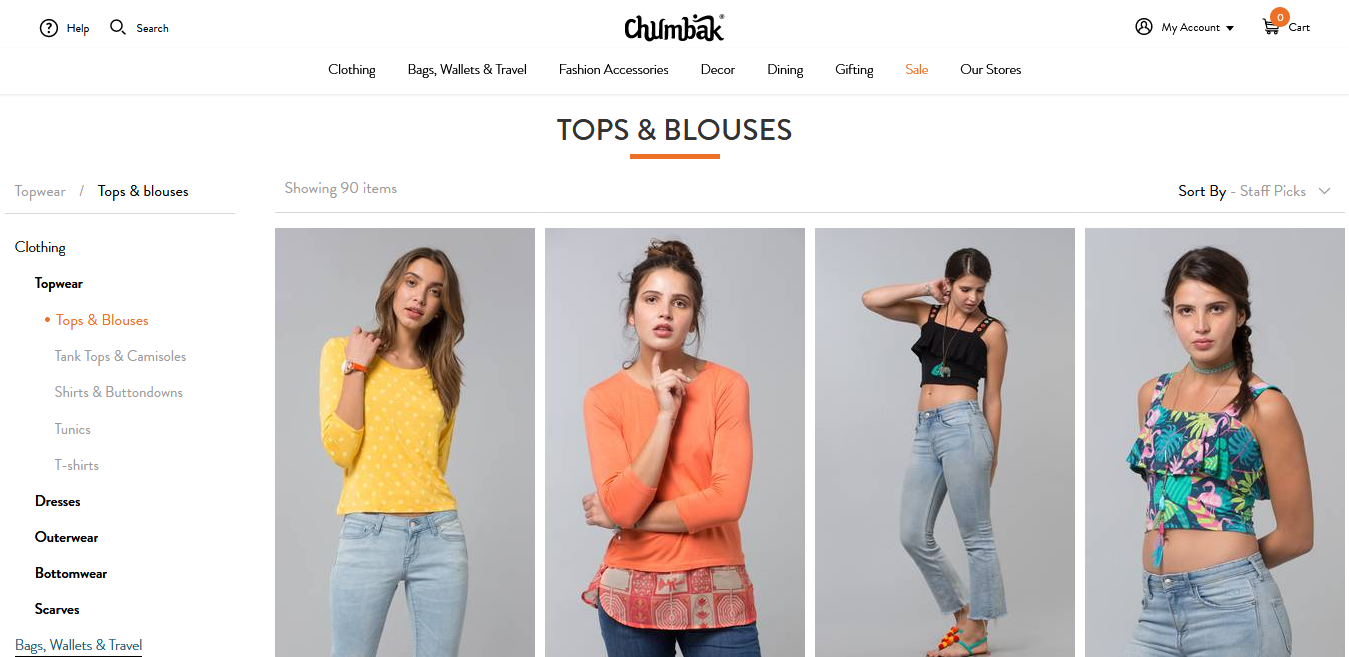 Help
Search
Chumbak®
My Account
0
Cart
Clothing
Bags, Wallets & Travel
Fashion Accessories
Decor
Dining
Gifting
Sale
Our Stores
TOPS & BLOUSES
Topwear / Tops & blouses
Showing 90 items
Sort By - Staff Picks
Clothing
Topwear
• Tops & Blouses
Tank Tops & Camisoles
Shirts & Buttondowns
Tunics
T-shirts
Dresses
Outerwear
Bottomwear
Scarves
Bags, Wallets & Travel